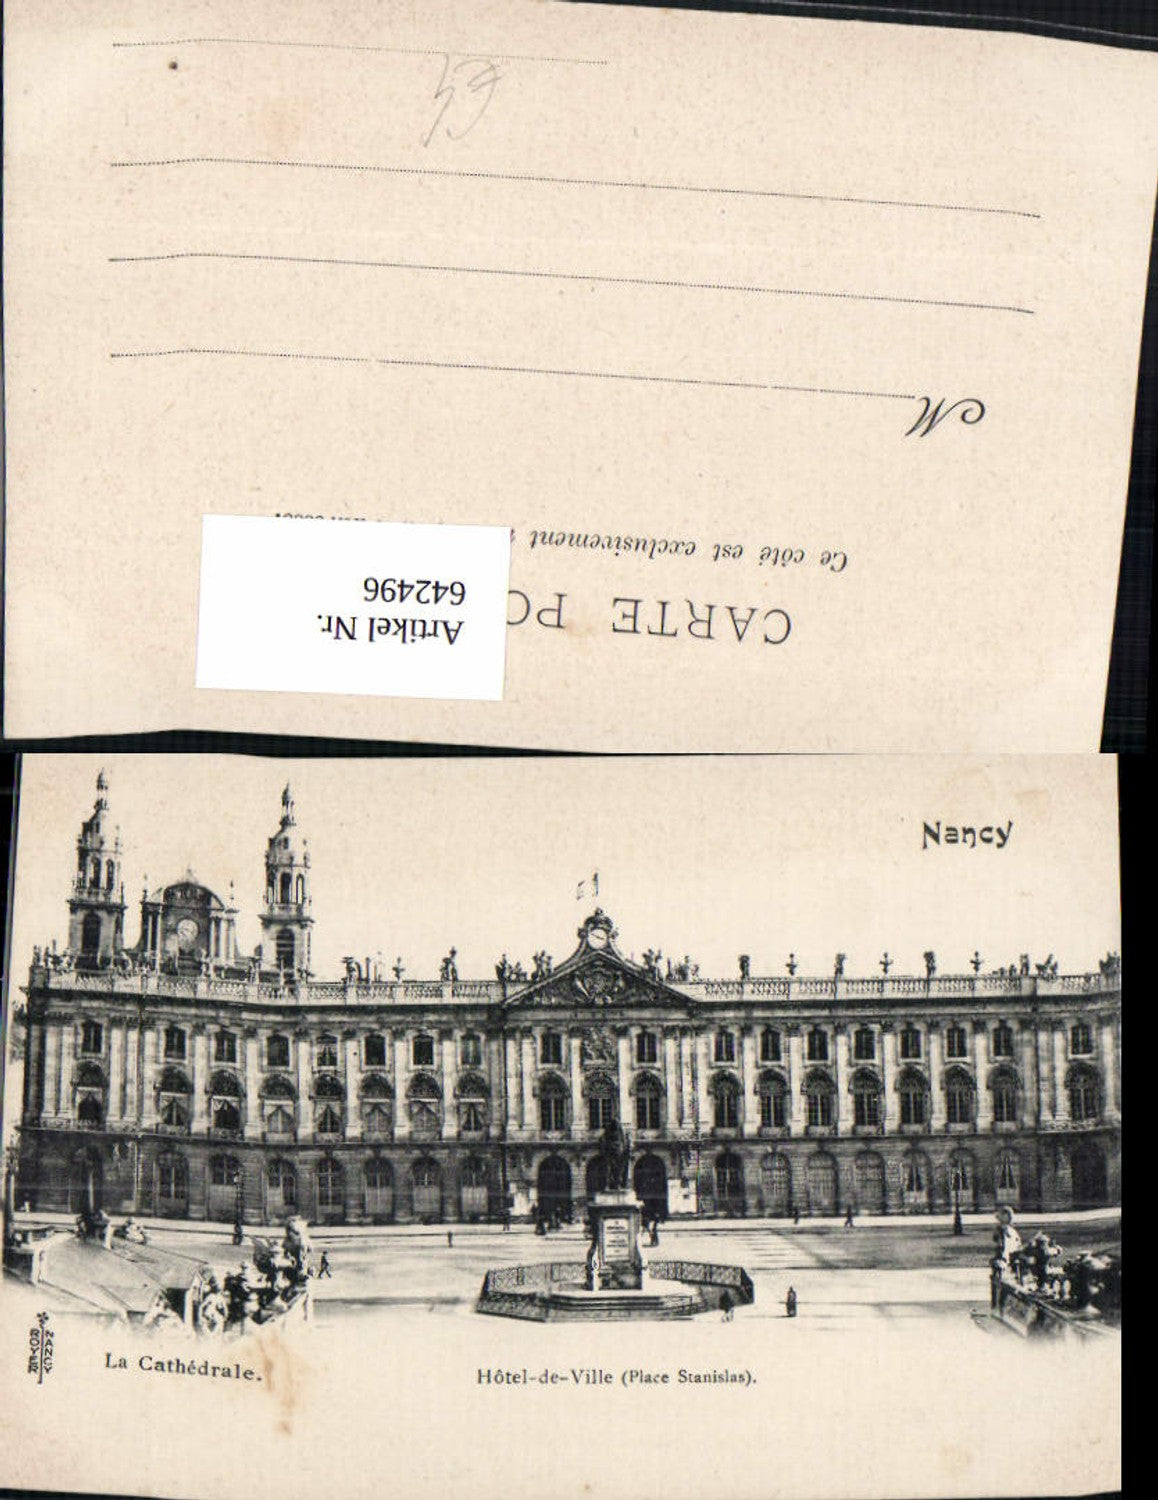 CARTE PO
Ce côté est exclusivement
M
Artikel Nr.
642496
Nancy
ROYER
NANCY
La Cathédrale.
Hôtel-de-Ville (Place Stanislas).